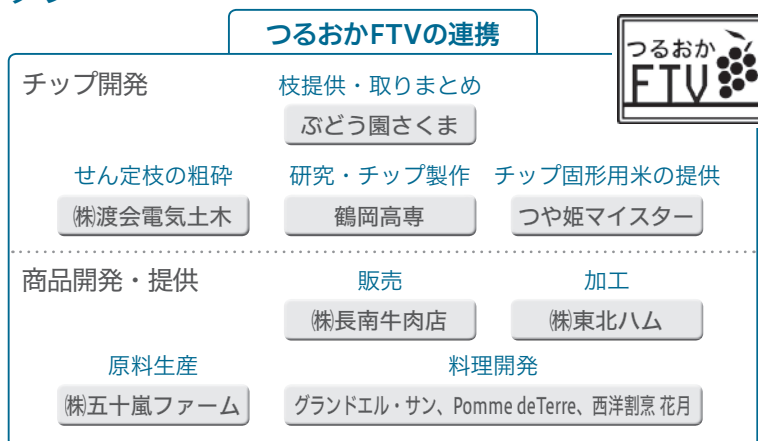 つるおかFTVの連携
つるおか
FTV
チップ開発
枝提供・取りまとめ
ぶどう園さくま
せん定枝の粗砕
研究・チップ製作
チップ固形用米の提供
㈱渡会電気土木
鶴岡高専
つや姫マイスター
商品開発・提供
販売
加工
㈱長南牛肉店
㈱東北ハム
原料生産
料理開発
㈱五十嵐ファーム
グランドエル・サン、Pomme deTerre、西洋割烹 花月